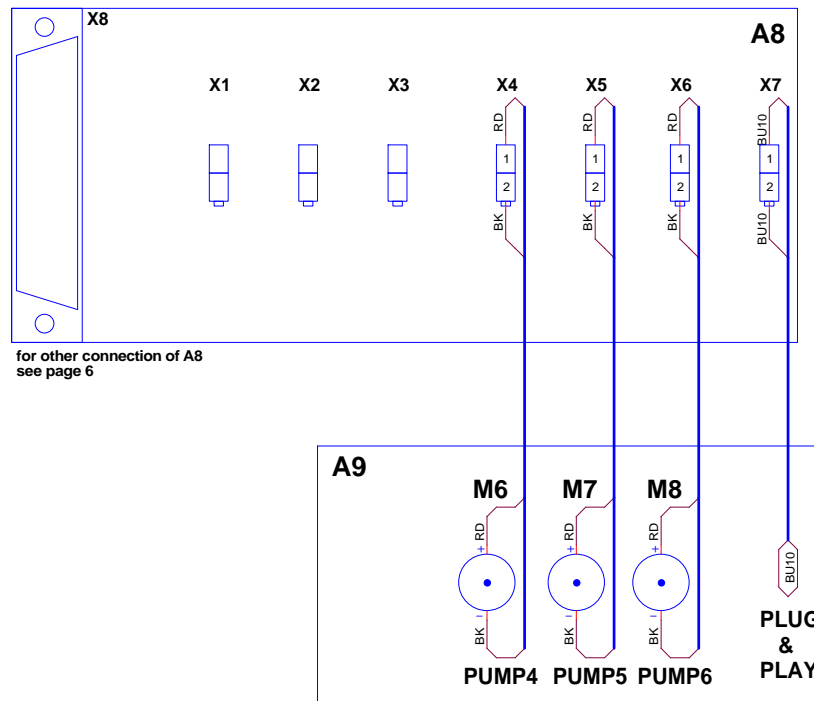 X8
A8
X1 X2 X3 X4 X5 X6 X7
RD RD RD BU10
1 1 1 1
2 2 2 2
BK BK BK BU10
for other connection of A8
see page 6
A9
M6 M7 M8
RD RD RD
+ + +
BU10
- - -
BK BK BK
PLUG
&
PLAY
PUMP4 PUMP5 PUMP6